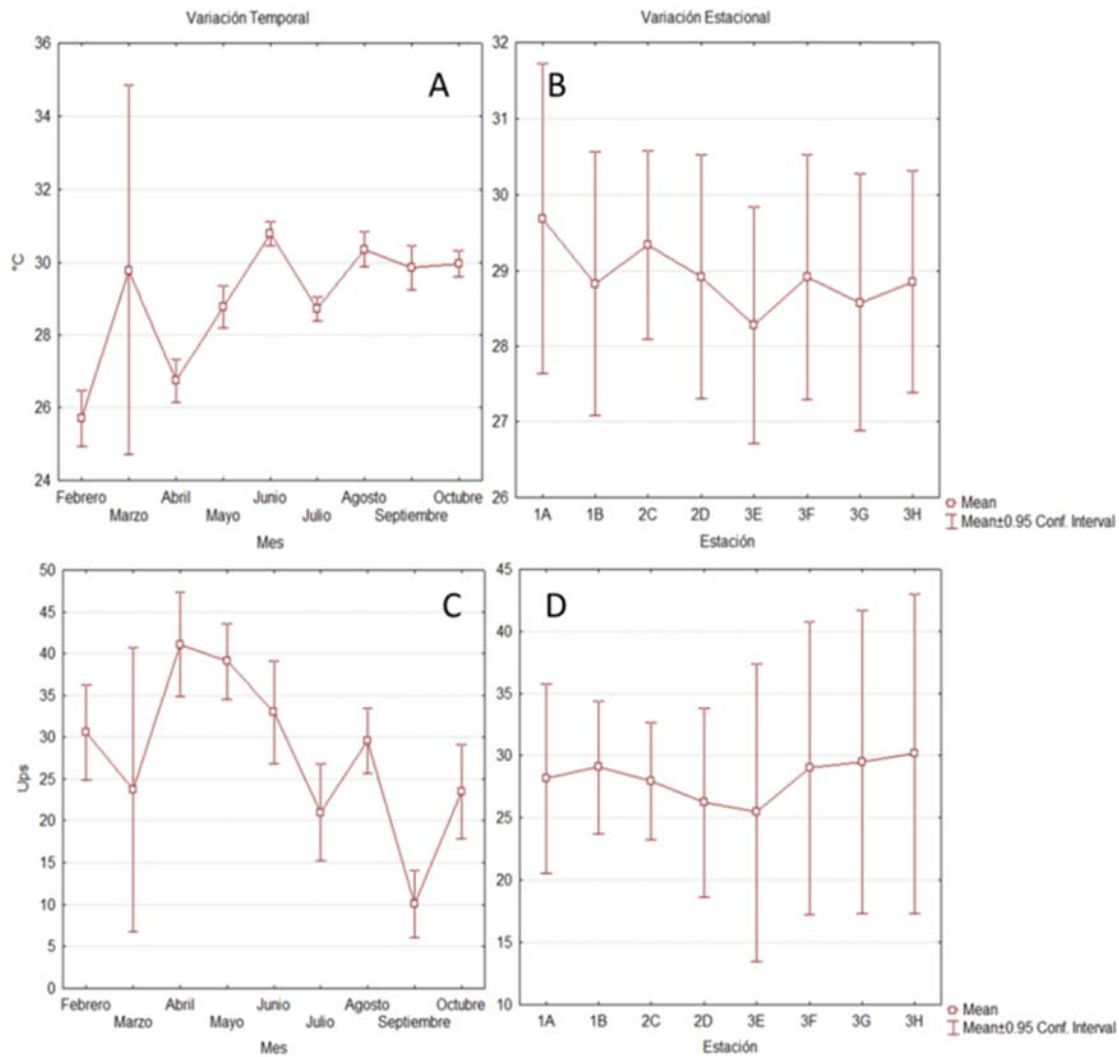 Variación Temporal
Variación Estacional
A
B
36
34
32
30
28
26
24
°C
Febrero
Marzo
Abril
Mayo
Junio
Julio
Agosto
Septiembre
Octubre
Mes
32
31
30
29
28
27
26
1A 1B 2C 2D 3E 3F 3G 3H
Estación
Mean
Mean±0.95 Conf. Interval
C
D
50
45
40
35
30
25
20
15
10
5
0
Ups
Febrero
Marzo
Abril
Mayo
Junio
Julio
Agosto
Septiembre
Octubre
Mes
45
40
35
30
25
20
15
10
1A 1B 2C 2D 3E 3F 3G 3H
Estación
Mean
Mean±0.95 Conf. Interval